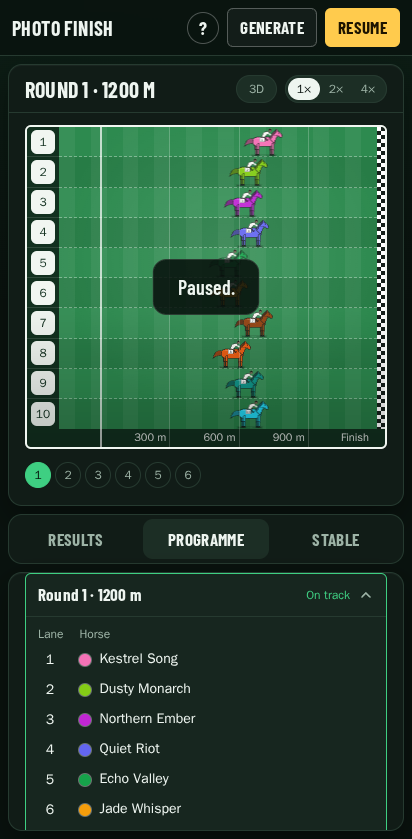 PHOTO FINISH
?
GENERATE
RESUME
ROUND 1 · 1200 M
3D
1×
2×
4×
1
2
3
4
5
6
7
8
9
10
Paused.
300 m
600 m
900 m
Finish
1
2
3
4
5
6
RESULTS
PROGRAMME
STABLE
Round 1 · 1200 m
On track
Lane Horse
1 Kestrel Song
2 Dusty Monarch
3 Northern Ember
4 Quiet Riot
5 Echo Valley
6 Jade Whisper